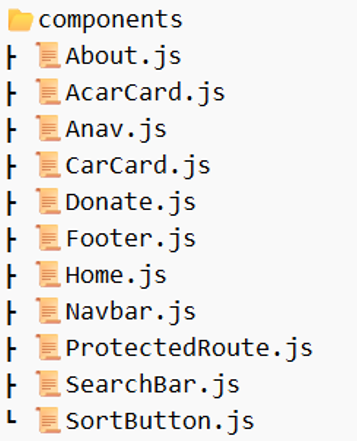 components
About.js
AcarCard.js
Anav.js
CarCard.js
Donate.js
Footer.js
Home.js
Navbar.js
ProtectedRoute.js
SearchBar.js
SortButton.js